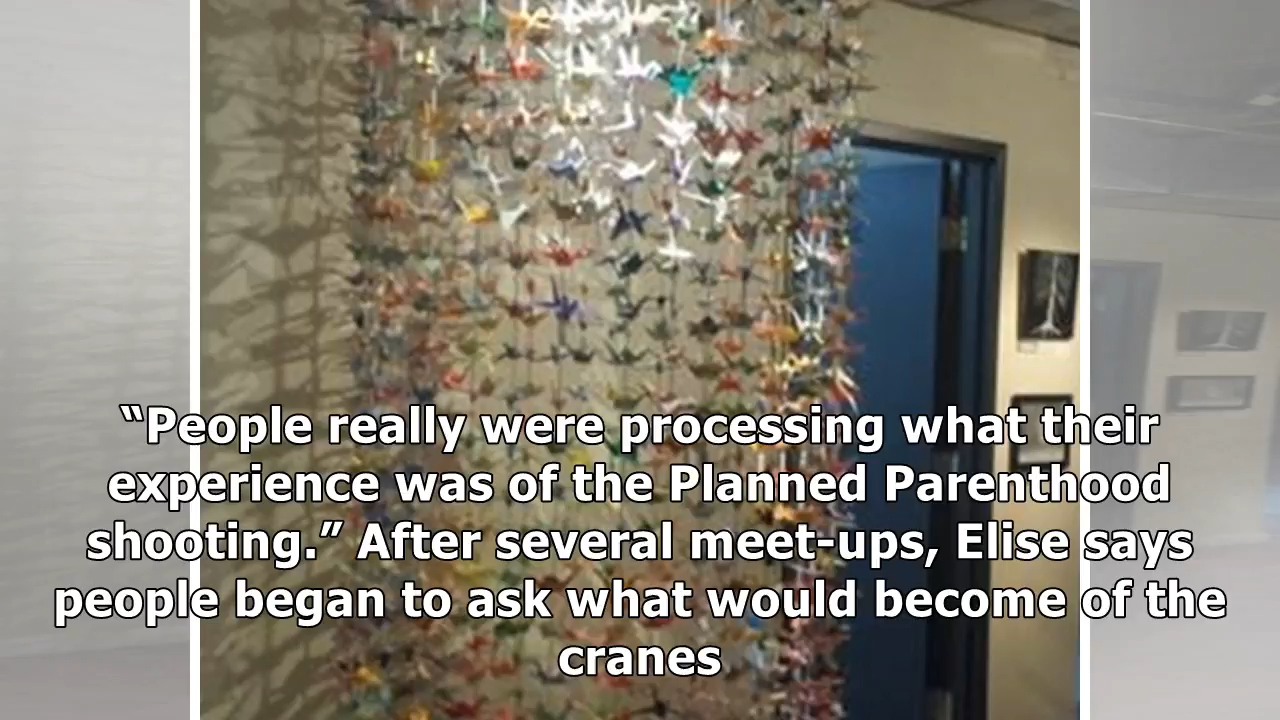 “People really were processing what their
experience was of the Planned Parenthood
shooting.” After several meet-ups, Elise says
people began to ask what would become of the
cranes